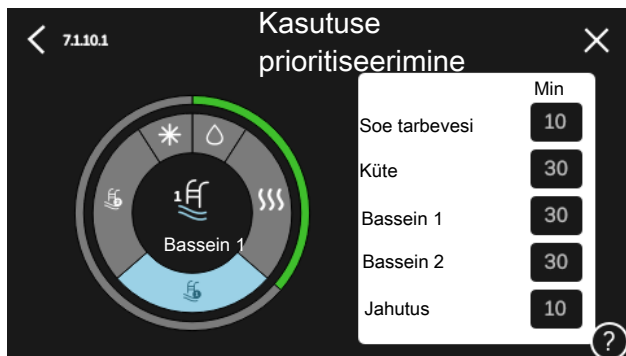 7.1.10.1
Kasutuse
prioritiseerimine
Min
Soe tarbevesi 10
Küte 30
Bassein 1 30
Bassein 2 30
Jahutus 10
1
Bassein 1
?